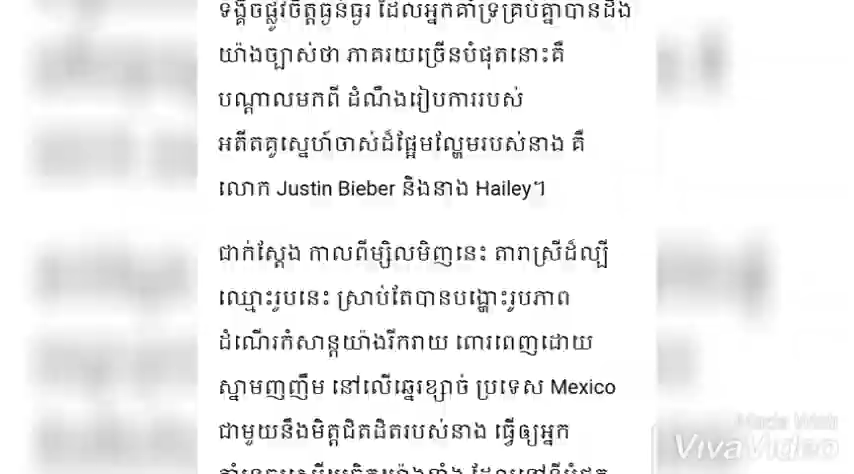 ទង្គិចផ្លូវចិត្តធ្ងន់ធ្ងរ ដែលអ្នកគាំទ្រគ្រប់គ្នាបានដឹង
យ៉ាងច្បាស់ថា ភាគរយច្រើនបំផុតនោះគឺ
បណ្ដាលមកពី ដំណឹងរៀបការរបស់
អតីតគូស្នេហ៍ចាស់ដ៏ផ្អែមល្ហែមរបស់នាង គឺ
លោក Justin Bieber និងនាង Hailey។
ជាក់ស្ដែង កាលពីម្សិលមិញនេះ តារាស្រីដ៏ល្បី
ឈ្មោះរូបនេះ ស្រាប់តែបានបង្ហោះរូបភាព
ដំណើរកំសាន្តយ៉ាងរីករាយ ពោរពេញដោយ
ស្នាមញញឹម នៅលើឆ្នេរខ្សាច់ ប្រទេស Mexico
ជាមួយនឹងមិត្តជិតដិតរបស់នាង ធ្វើឲ្យអ្នក
Made With
VivaVideo